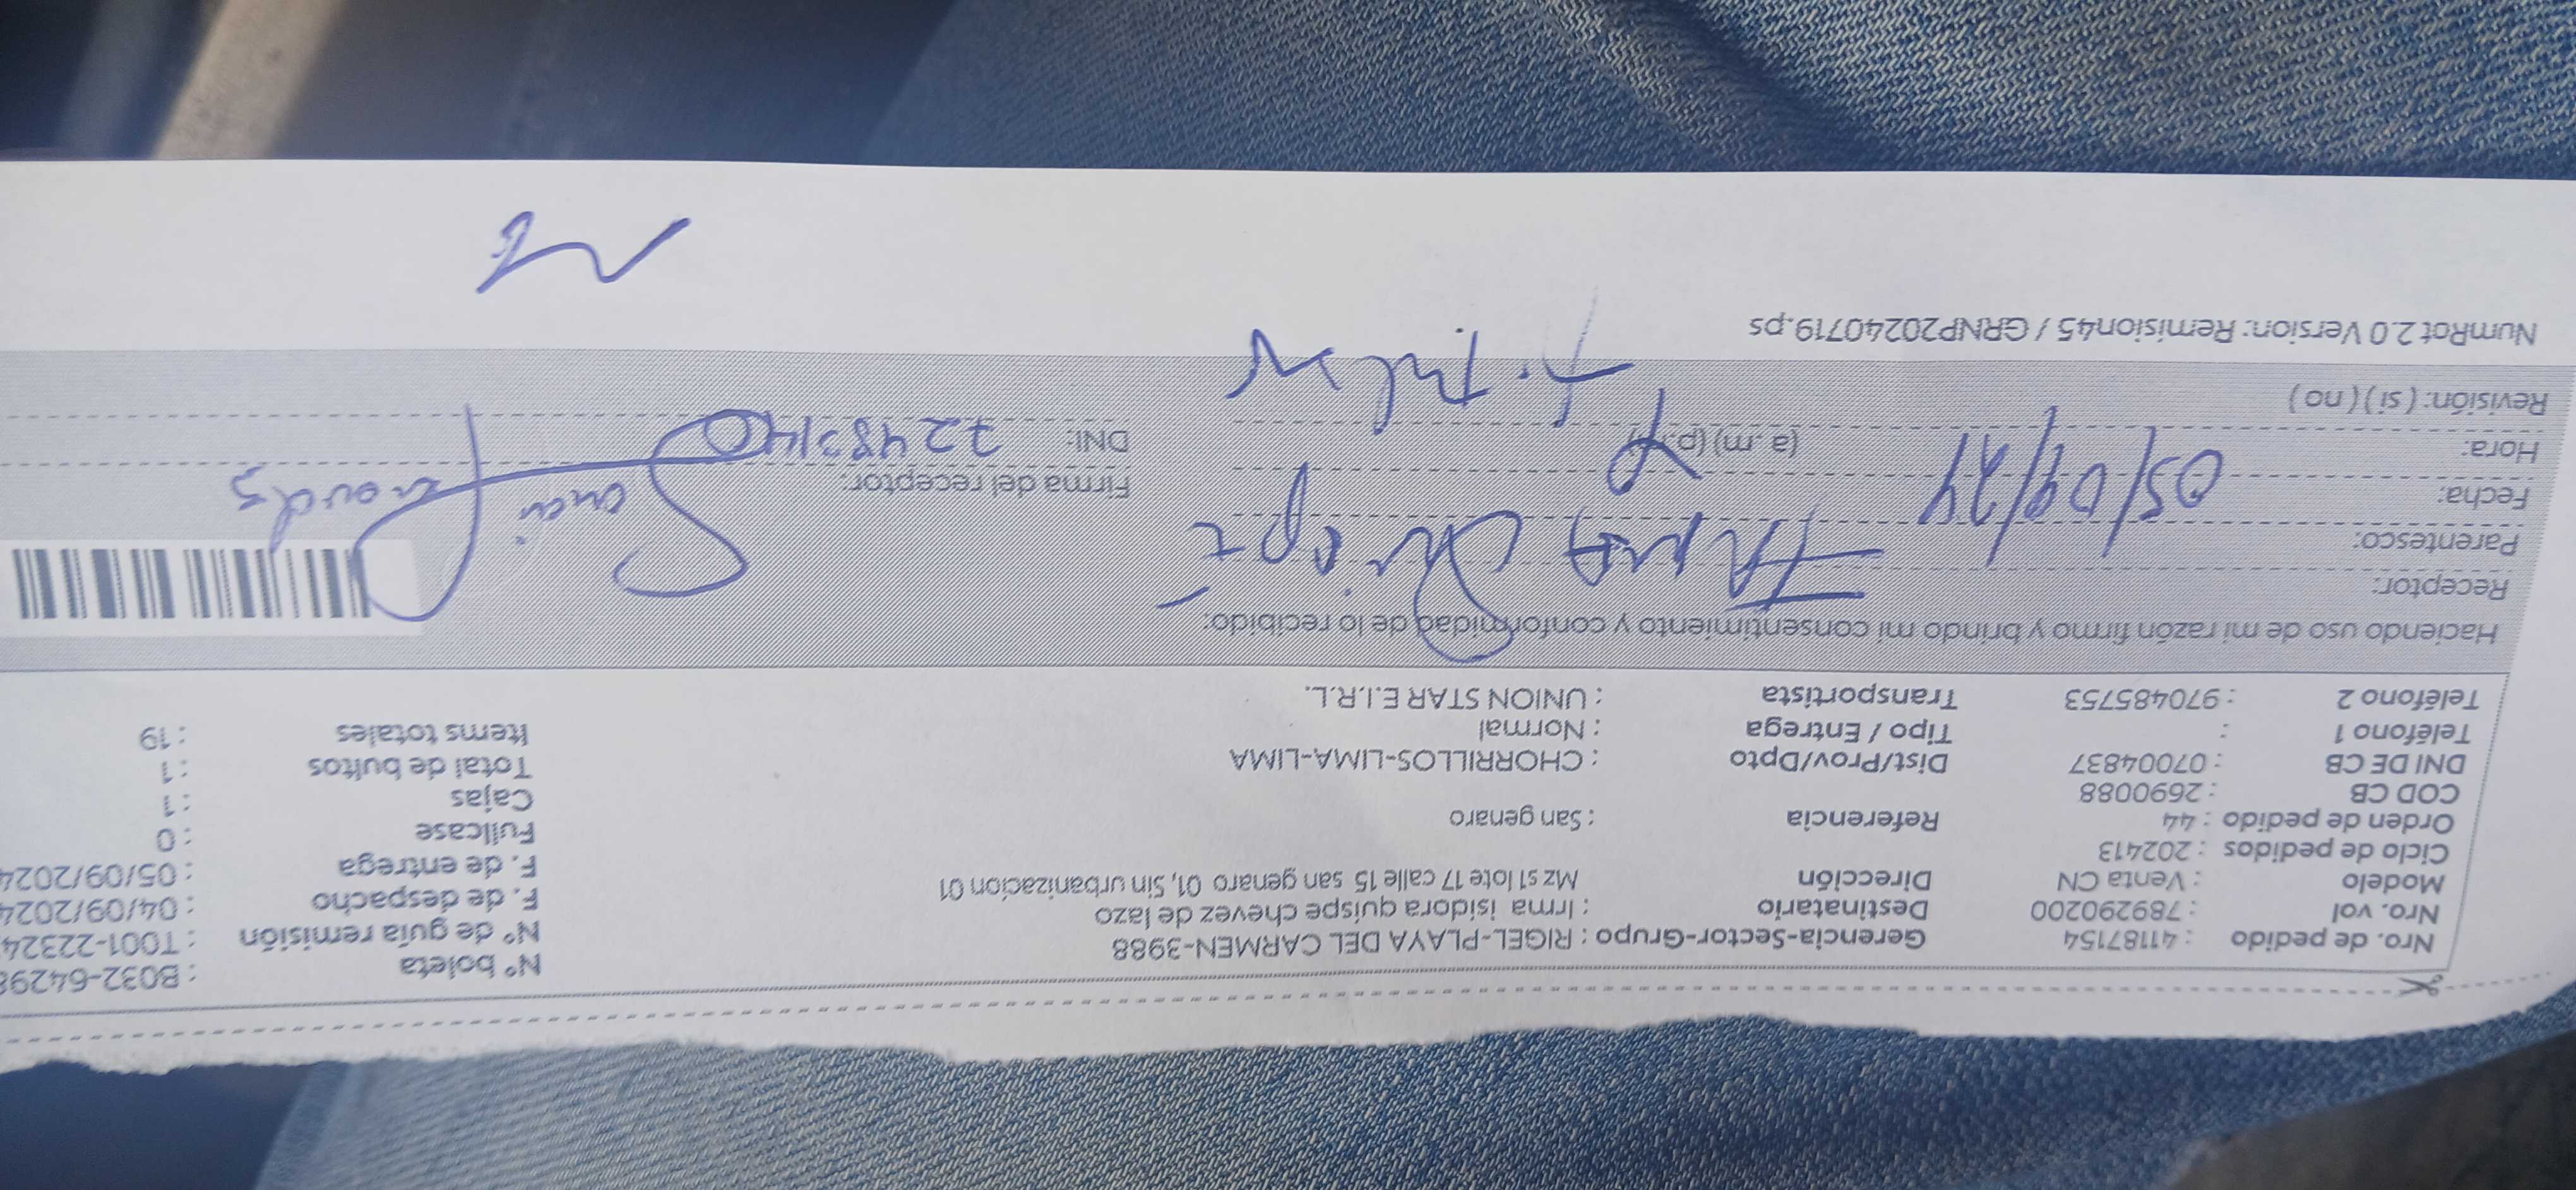 Nro. de pedido : 41187154 Gerencia-Sector-Grupo : RIGEL-PLAYA DEL CARMEN-3988 N° boleta : B032-64298
Nro. vol : 789290200 Destinatario : Irma isidora quispe chevez de lazo N° de guía remisión : T001-22324
Modelo : Venta CN Dirección Mz s1 lote 17 calle 15 san genaro 01, Sin urbanizacion 01 F. de despacho : 04/09/2024
Ciclo de pedidos : 202413 F. de entrega : 05/09/2024
Orden de pedido : 44 Referencia : San genaro Fullcase : 0
COD CB : 2690088 Cajas : 1
DNI DE CB : 07004837 Dist/Prov/Dpto : CHORRILLOS-LIMA-LIMA Total de bultos : 1
Teléfono 1 : Tipo / Entrega : Normal Items totales : 19
Teléfono 2 : 970485753 Transportista : UNION STAR E.I.R.L.
Haciendo uso de mi razón firmo y brindo mi consentimiento y conformidad de lo recibido:
Receptor:
Parentesco:
Fecha: 05/09/24 Firma del receptor:
Hora: (a.m) (p.m) DNI: 72483140
Revisión: ( si ) ( no )
NumRot 2.0 Version: Remision45 / GRNP20240719.ps